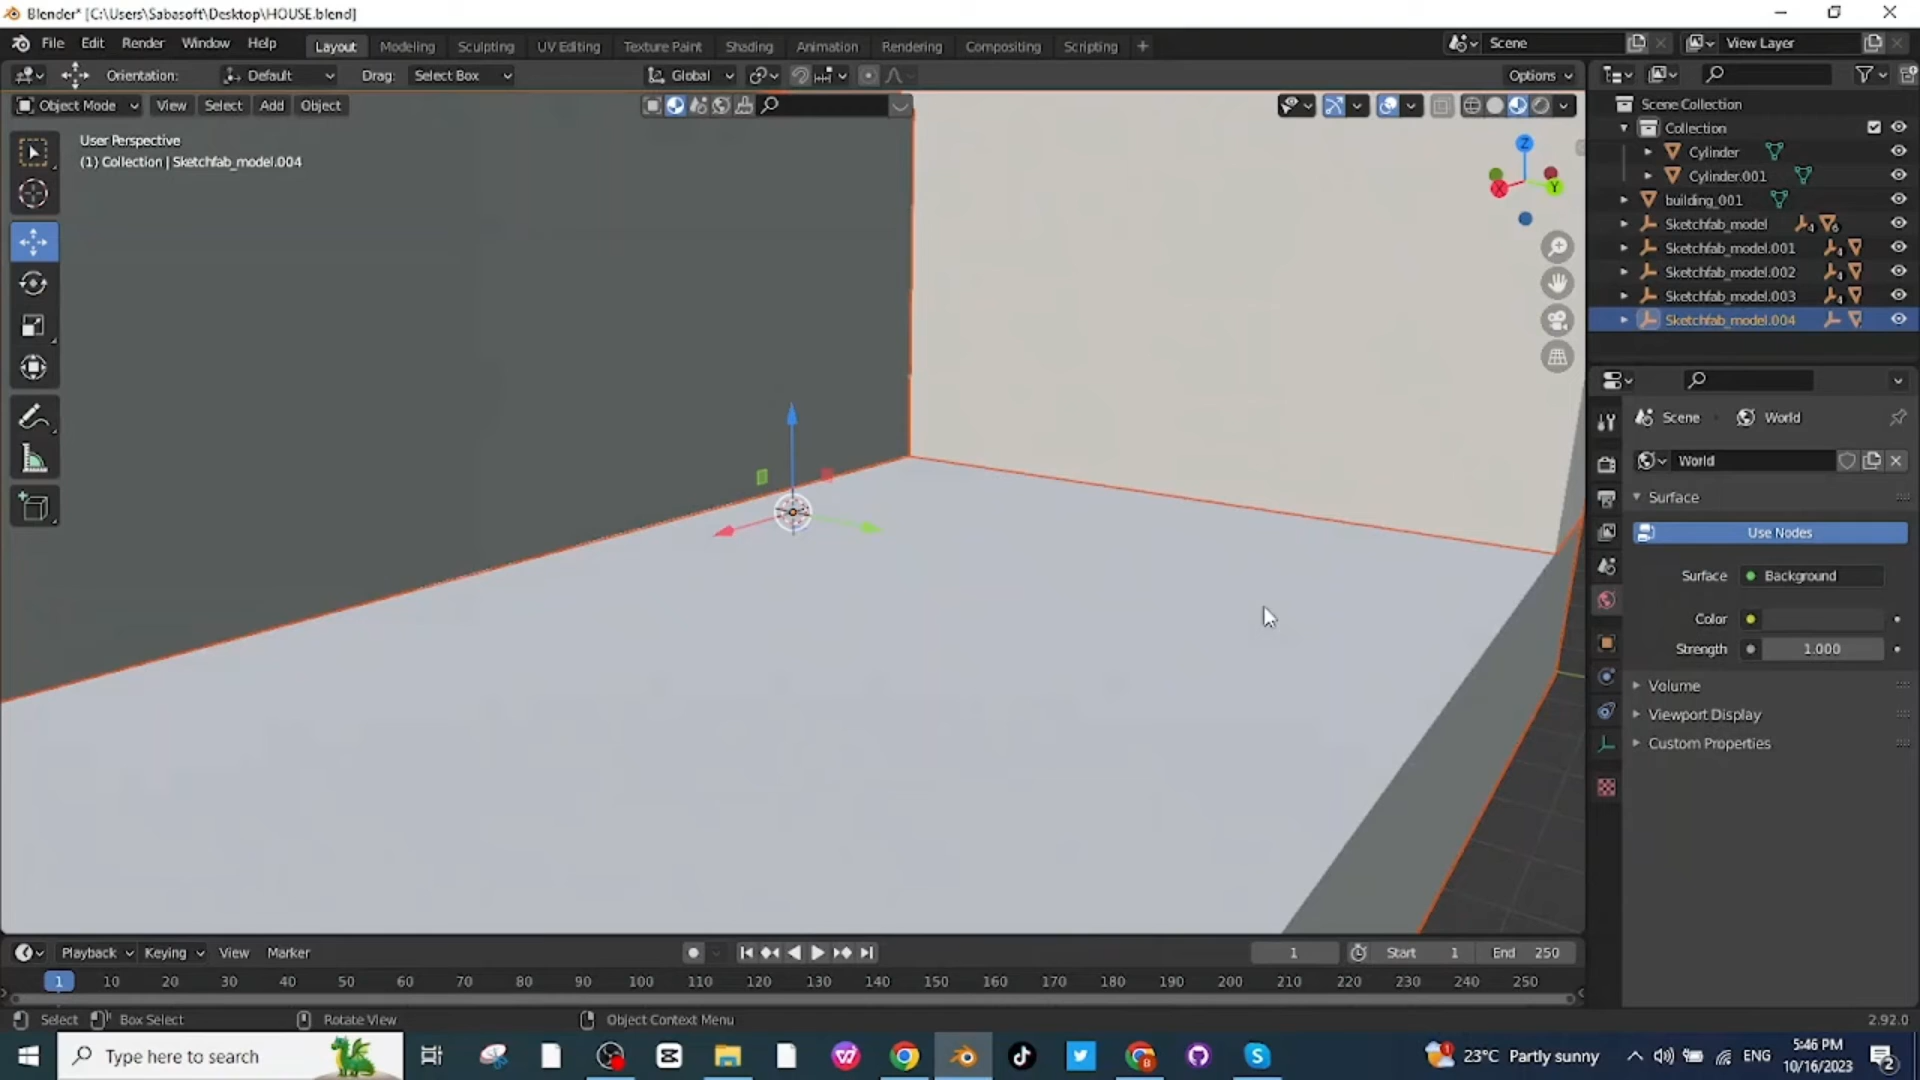 Blender* [C:\Users\Sabasoft\Desktop\HOUSE.blend]
File Edit Render Window Help Layout Modeling Sculpting UV Editing Texture Paint Shading Animation Rendering Compositing Scripting + Scene View Layer
Orientation: Default Drag: Select Box Global Options
Object Mode View Select Add Object
User Perspective
(1) Collection | Sketchfab_model.004
Z
X
Y
Scene Collection
Collection
Cylinder
Cylinder.001
building_001
Sketchfab_model 4 6
Sketchfab_model.001 4
Sketchfab_model.002 4
Sketchfab_model.003 4
Sketchfab_model.004
Scene World
World
Surface
Use Nodes
Surface Background
Color
Strength 1.000
Volume
Viewport Display
Custom Properties
Playback Keying View Marker 1 Start 1 End 250
1 10 20 30 40 50 60 70 80 90 100 110 120 130 140 150 160 170 180 190 200 210 220 230 240 250
Select Box Select Rotate View Object Context Menu 2.92.0
Type here to search 23°C Partly sunny ENG 5:46 PM
10/16/2023 2